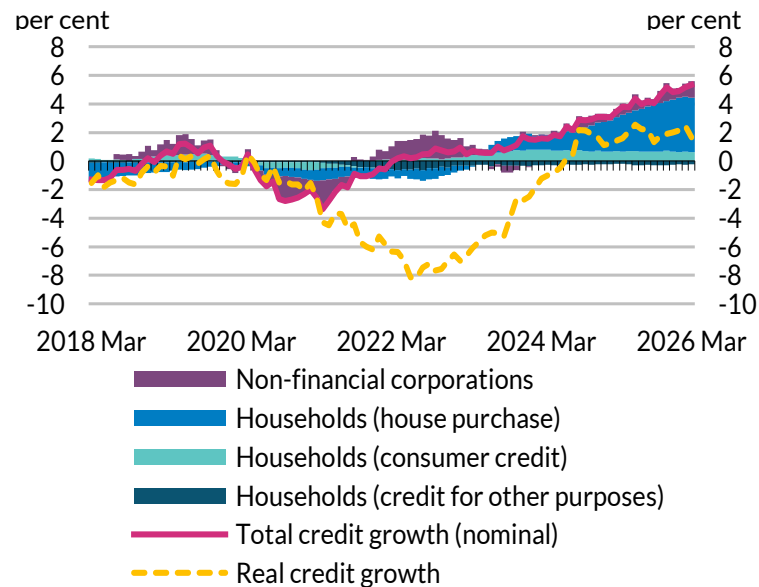 per cent per cent
8 8
6 6
4 4
2 2
0 0
-2 -2
-4 -4
-6 -6
-8 -8
-10 -10
2018 Mar 2020 Mar 2022 Mar 2024 Mar 2026 Mar
Non-financial corporations
Households (house purchase)
Households (consumer credit)
Households (credit for other purposes)
Total credit growth (nominal)
Real credit growth